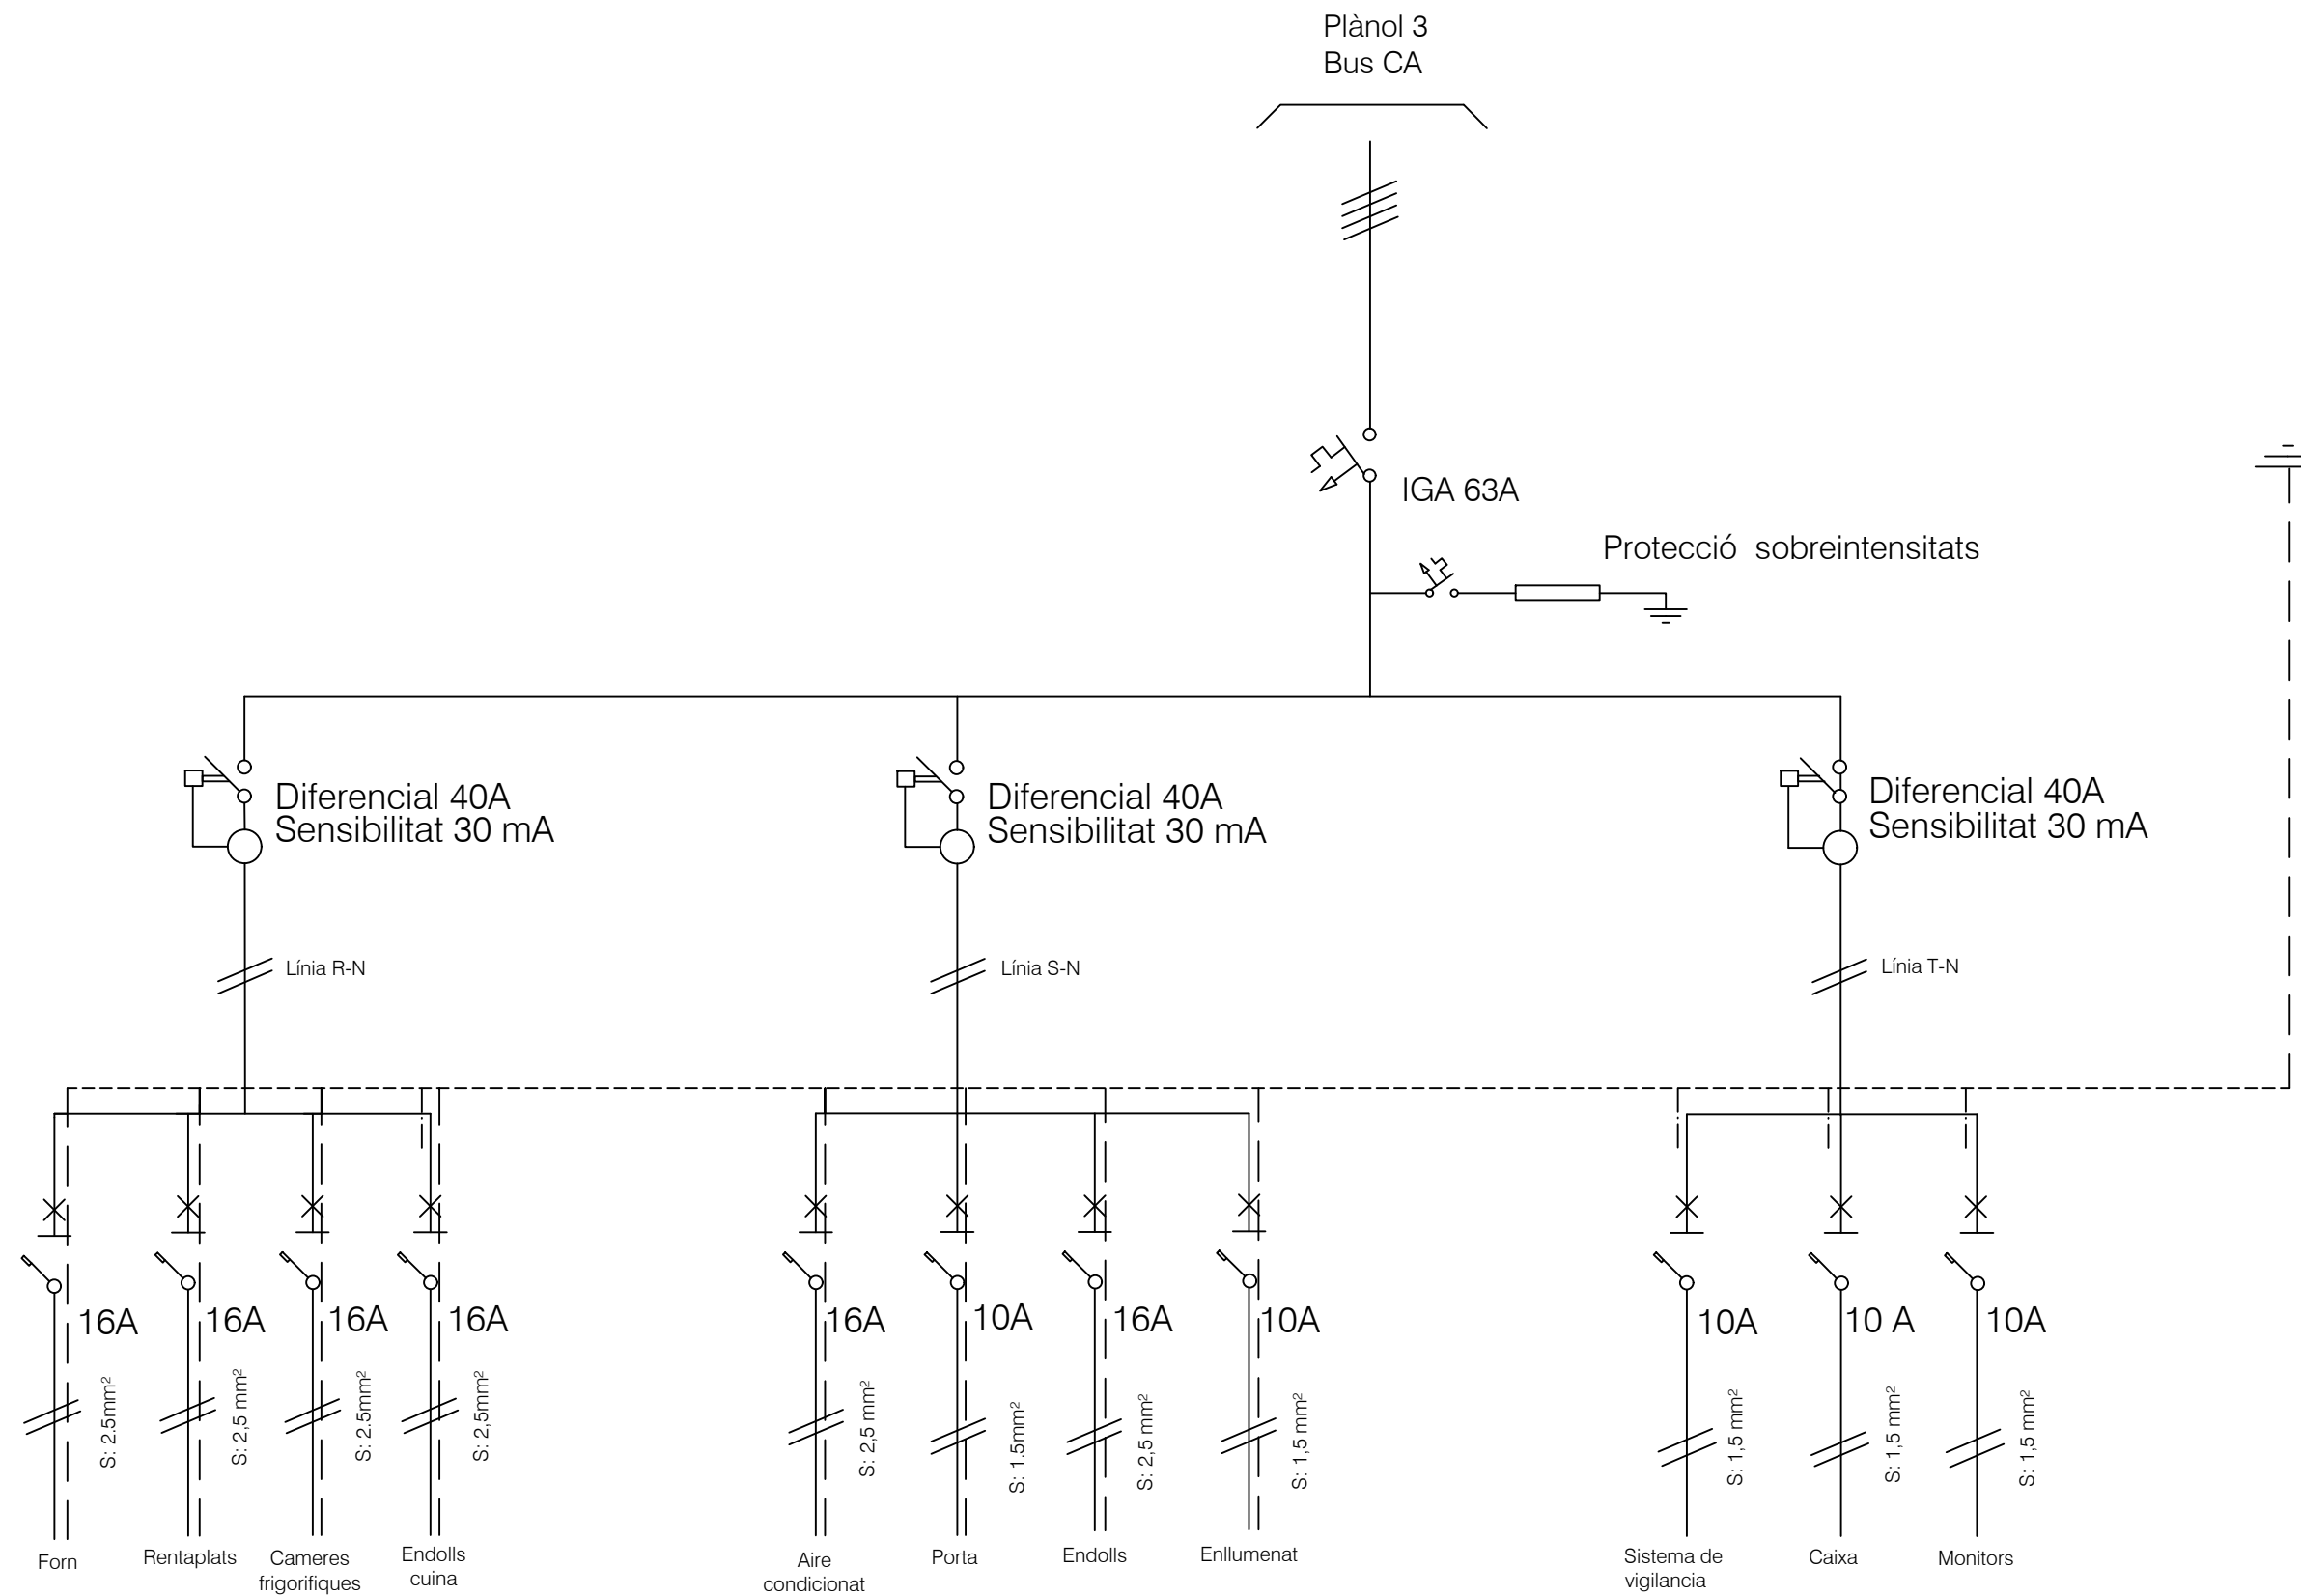 Plànol 3
Bus CA
IGA 63A
Protecció sobreintensitats
Diferencial 40A
Sensibilitat 30 mA
Diferencial 40A
Sensibilitat 30 mA
Diferencial 40A
Sensibilitat 30 mA
Línia R-N
Línia S-N
Línia T-N
16A
16A
16A
16A
16A
10A
16A
10A
10A
10 A
10A
S: 2.5mm²
S: 2,5 mm²
S: 2.5mm²
S: 2,5mm²
S: 2,5 mm²
S: 1.5mm²
S: 2,5 mm²
S: 1,5 mm²
S: 1,5 mm²
S: 1,5 mm²
S: 1,5 mm²
Forn
Rentaplats
Cameres
frigorifiques
Endolls
cuina
Aire
condicionat
Porta
Endolls
Enllumenat
Sistema de
vigilancia
Caixa
Monitors